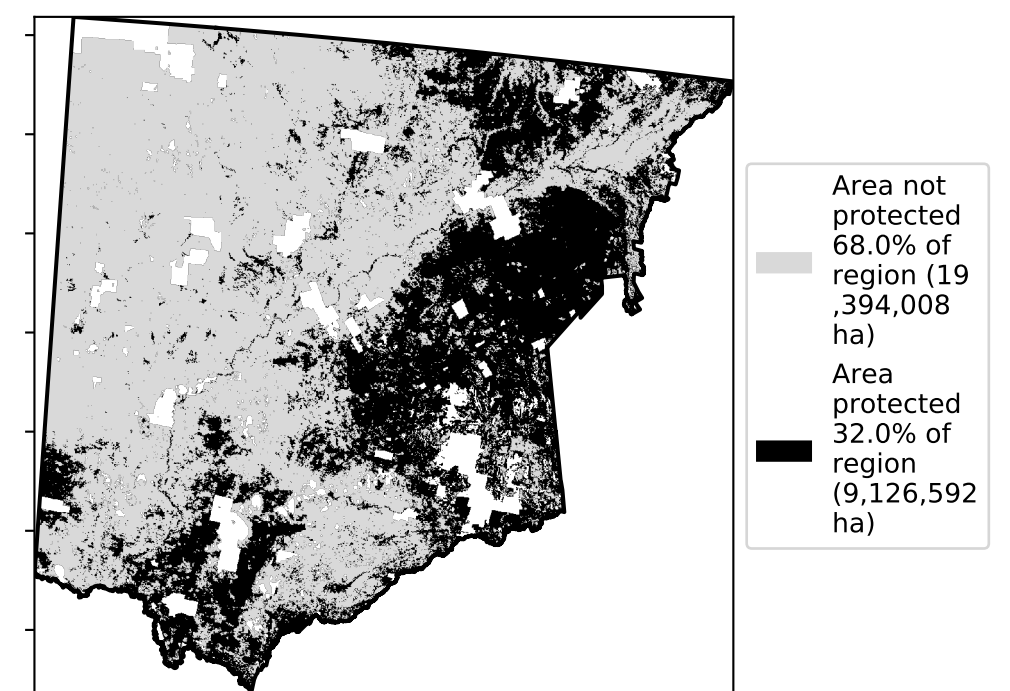 Area not
protected
68.0% of
region (19
,394,008
ha)
Area
protected
32.0% of
region
(9,126,592
ha)